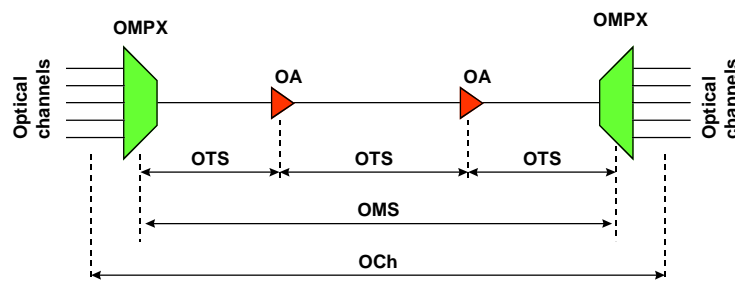 OMPX
OMPX
Optical
channels
OA
OA
Optical
channels
OTS
OTS
OTS
OMS
OCh